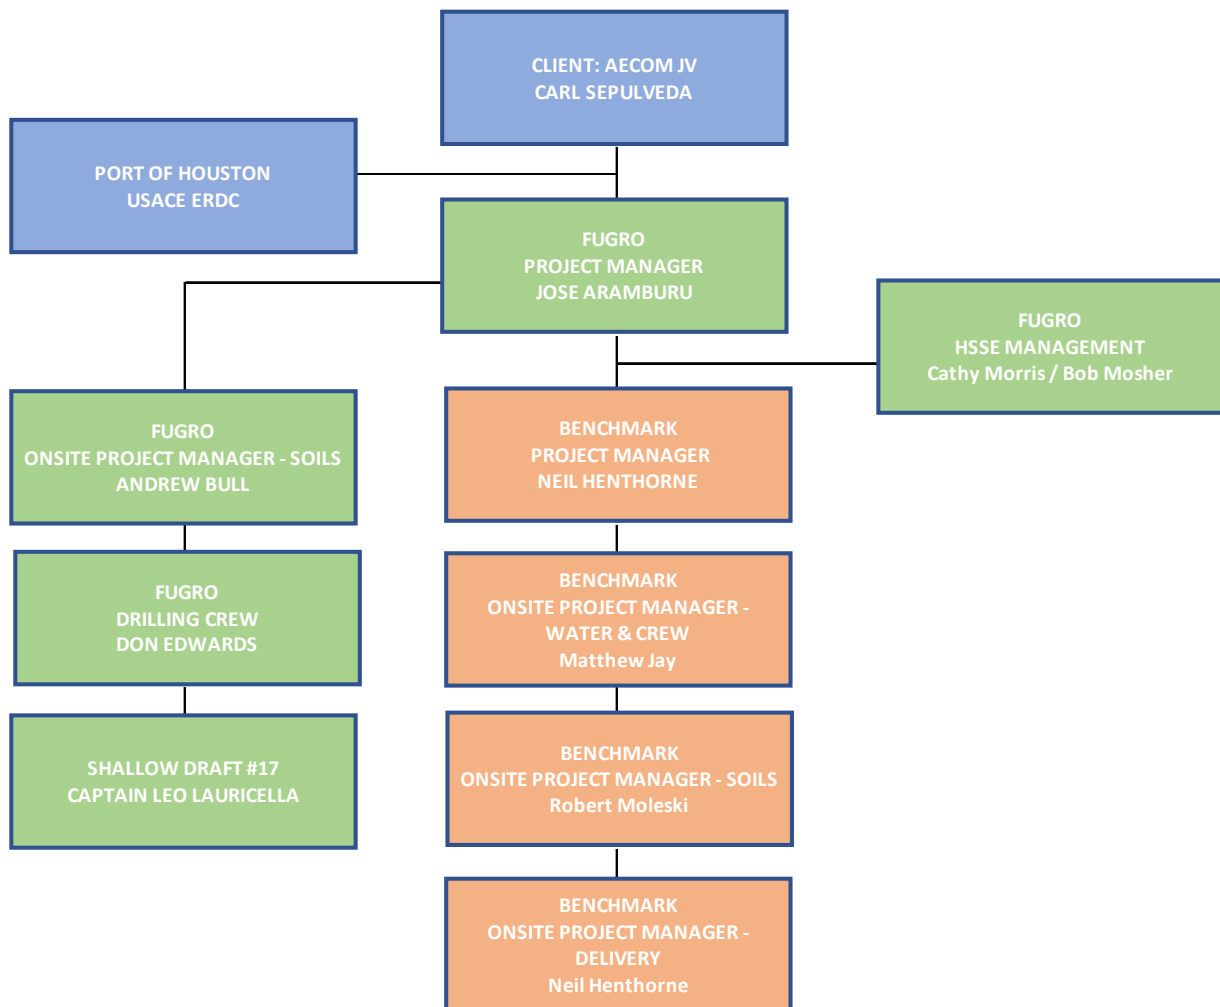 CLIENT: AECOM JV
CARL SEPULVEDA
PORT OF HOUSTON
USACE ERDC
FUGRO
PROJECT MANAGER
JOSE ARAMBURU
FUGRO
HSSE MANAGEMENT
Cathy Morris / Bob Mosher
FUGRO
ONSITE PROJECT MANAGER - SOILS
ANDREW BULL
BENCHMARK
PROJECT MANAGER
NEIL HENTHORNE
FUGRO
DRILLING CREW
DON EDWARDS
BENCHMARK
ONSITE PROJECT MANAGER -
WATER & CREW
Matthew Jay
SHALLOW DRAFT #17
CAPTAIN LEO LAURICELLA
BENCHMARK
ONSITE PROJECT MANAGER - SOILS
Robert Moleski
BENCHMARK
ONSITE PROJECT MANAGER -
DELIVERY
Neil Henthorne